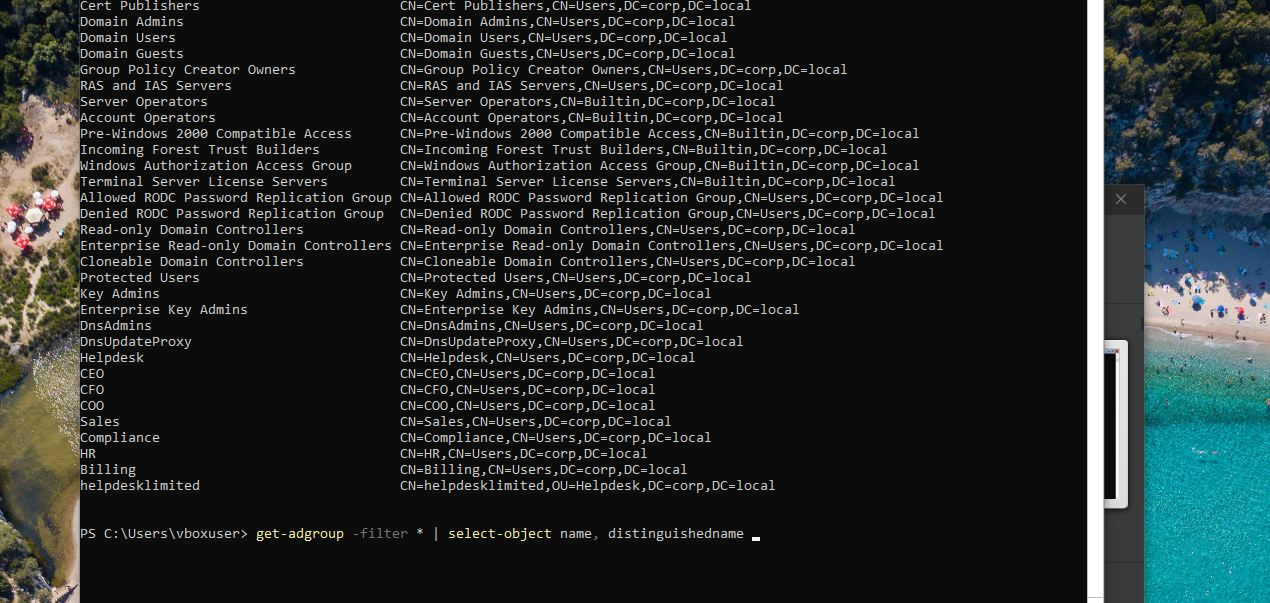 Cert Publishers CN=Cert Publishers,CN=Users,DC=corp,DC=local
Domain Admins CN=Domain Admins,CN=Users,DC=corp,DC=local
Domain Users CN=Domain Users,CN=Users,DC=corp,DC=local
Domain Guests CN=Domain Guests,CN=Users,DC=corp,DC=local
Group Policy Creator Owners CN=Group Policy Creator Owners,CN=Users,DC=corp,DC=local
RAS and IAS Servers CN=RAS and IAS Servers,CN=Users,DC=corp,DC=local
Server Operators CN=Server Operators,CN=Builtin,DC=corp,DC=local
Account Operators CN=Account Operators,CN=Builtin,DC=corp,DC=local
Pre-Windows 2000 Compatible Access CN=Pre-Windows 2000 Compatible Access,CN=Builtin,DC=corp,DC=local
Incoming Forest Trust Builders CN=Incoming Forest Trust Builders,CN=Builtin,DC=corp,DC=local
Windows Authorization Access Group CN=Windows Authorization Access Group,CN=Builtin,DC=corp,DC=local
Terminal Server License Servers CN=Terminal Server License Servers,CN=Builtin,DC=corp,DC=local
Allowed RODC Password Replication Group CN=Allowed RODC Password Replication Group,CN=Users,DC=corp,DC=local
Denied RODC Password Replication Group CN=Denied RODC Password Replication Group,CN=Users,DC=corp,DC=local
Read-only Domain Controllers CN=Read-only Domain Controllers,CN=Users,DC=corp,DC=local
Enterprise Read-only Domain Controllers CN=Enterprise Read-only Domain Controllers,CN=Users,DC=corp,DC=local
Cloneable Domain Controllers CN=Cloneable Domain Controllers,CN=Users,DC=corp,DC=local
Protected Users CN=Protected Users,CN=Users,DC=corp,DC=local
Key Admins CN=Key Admins,CN=Users,DC=corp,DC=local
Enterprise Key Admins CN=Enterprise Key Admins,CN=Users,DC=corp,DC=local
DnsAdmins CN=DnsAdmins,CN=Users,DC=corp,DC=local
DnsUpdateProxy CN=DnsUpdateProxy,CN=Users,DC=corp,DC=local
Helpdesk CN=Helpdesk,CN=Users,DC=corp,DC=local
CEO CN=CEO,CN=Users,DC=corp,DC=local
CFO CN=CFO,CN=Users,DC=corp,DC=local
COO CN=COO,CN=Users,DC=corp,DC=local
Sales CN=Sales,CN=Users,DC=corp,DC=local
Compliance CN=Compliance,CN=Users,DC=corp,DC=local
HR CN=HR,CN=Users,DC=corp,DC=local
Billing CN=Billing,CN=Users,DC=corp,DC=local
helpdesklimited CN=helpdesklimited,OU=Helpdesk,DC=corp,DC=local
PS C:\Users\vboxuser> get-adgroup -filter * | select-object name, distinguishedname